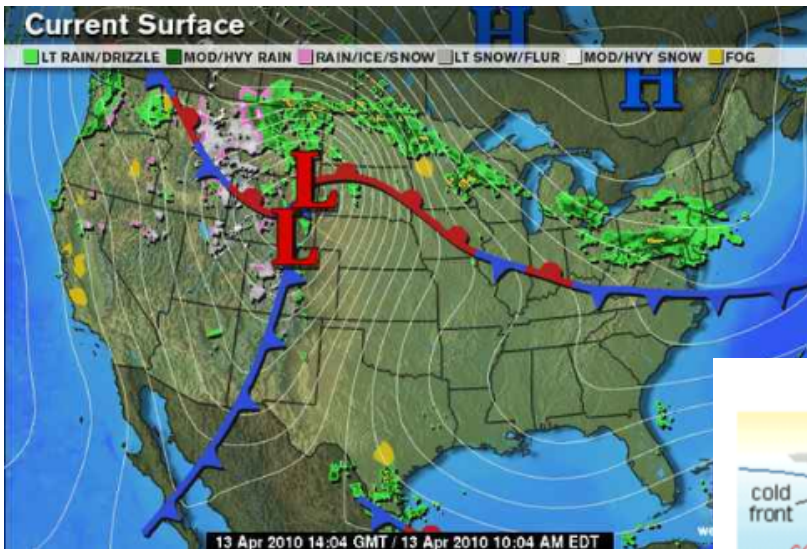 Current Surface
LT RAIN/DRIZZLE MOD/HVY RAIN RAIN/ICE/SNOW LT SNOW/FLUR MOD/HVY SNOW FOG
H
H
L
L
cold
front
13 Apr 2010 14:04 GMT / 13 Apr 2010 10:04 AM EDT